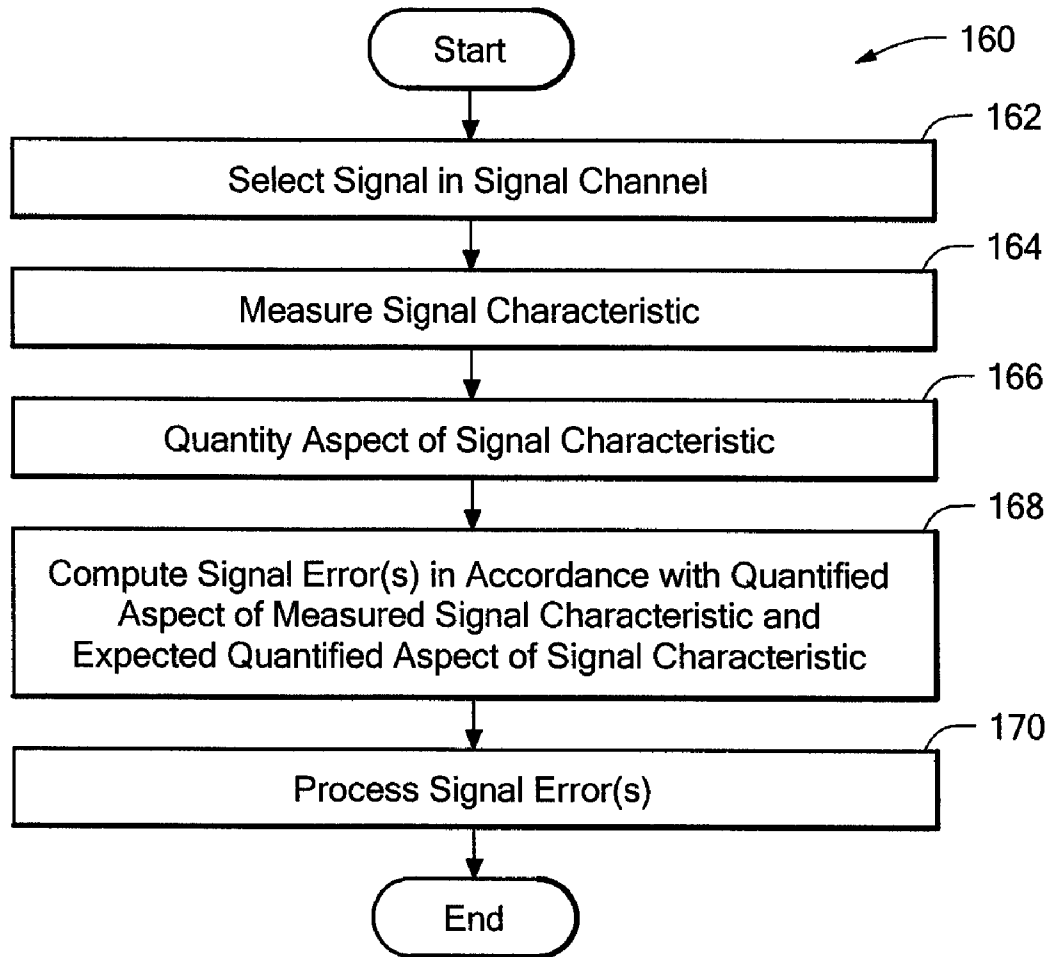 Start
160
162
Select Signal in Signal Channel
164
Measure Signal Characteristic
166
Quantity Aspect of Signal Characteristic
168
Compute Signal Error(s) in Accordance with Quantified
Aspect of Measured Signal Characteristic and
Expected Quantified Aspect of Signal Characteristic
170
Process Signal Error(s)
End